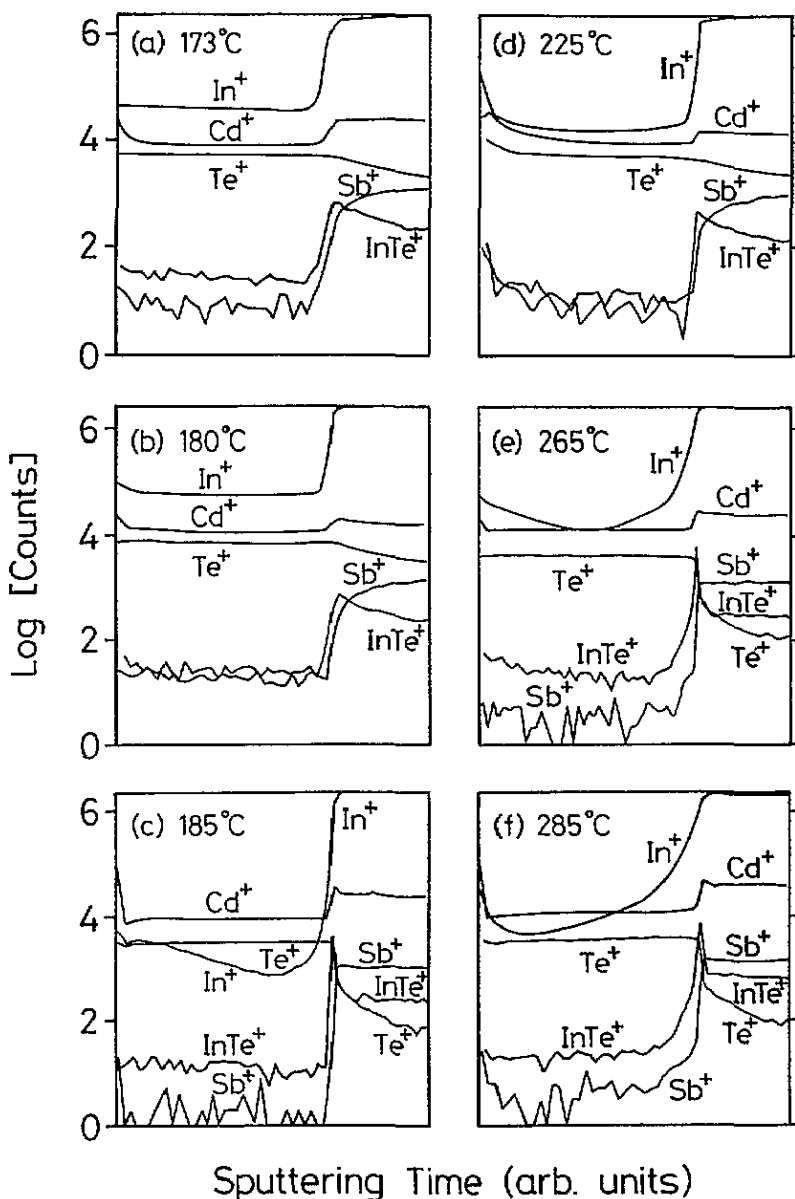 (a) 173°C
In⁺
Cd⁺
Te⁺
Sb⁺
InTe⁺
6
4
2
0
(d) 225°C
In⁺
Cd⁺
Te⁺
Sb⁺
InTe⁺
(b) 180°C
In⁺
Cd⁺
Te⁺
Sb⁺
InTe⁺
6
4
2
0
(e) 265°C
In⁺
Cd⁺
Te⁺
Sb⁺
InTe⁺
Te⁺
InTe⁺
Sb⁺
(c) 185°C
In⁺
Cd⁺
Te⁺
In⁺
Sb⁺
InTe⁺
Te⁺
InTe⁺
Sb⁺
6
4
2
0
(f) 285°C
In⁺
Cd⁺
Te⁺
Sb⁺
InTe⁺
Te⁺
InTe⁺
Sb⁺
Log [Counts]
Sputtering Time (arb. units)